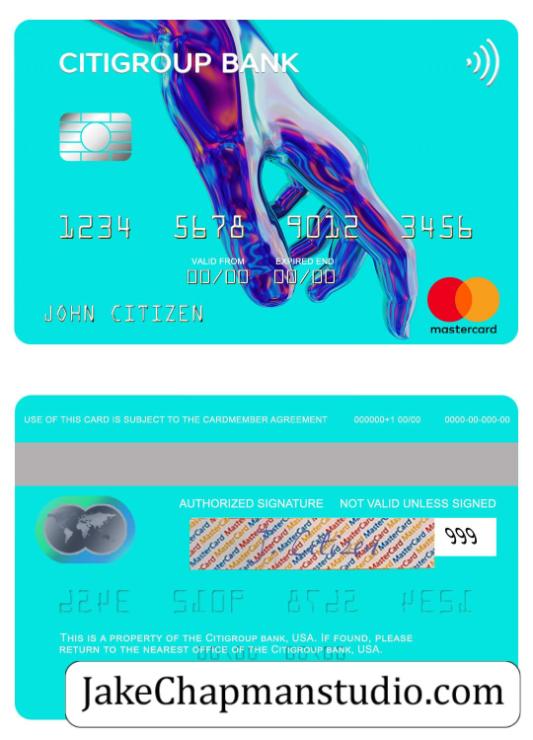 CITIGROUP BANK
1234 5678 9012 3456
VALID FROM EXPIRED END
00/00 00/00
JOHN CITIZEN
mastercard
USE OF THIS CARD IS SUBJECT TO THE CARDMEMBER AGREEMENT 000000+1 00/00 0000-00-000-00
AUTHORIZED SIGNATURE NOT VALID UNLESS SIGNED
MasterCard MasterCard MasterCard
999
THIS IS A PROPERTY OF THE CITIGROUP BANK, USA. IF FOUND, PLEASE
RETURN TO THE NEAREST OFFICE OF THE CITIGROUP BANK, USA.
JakeChapmanstudio.com